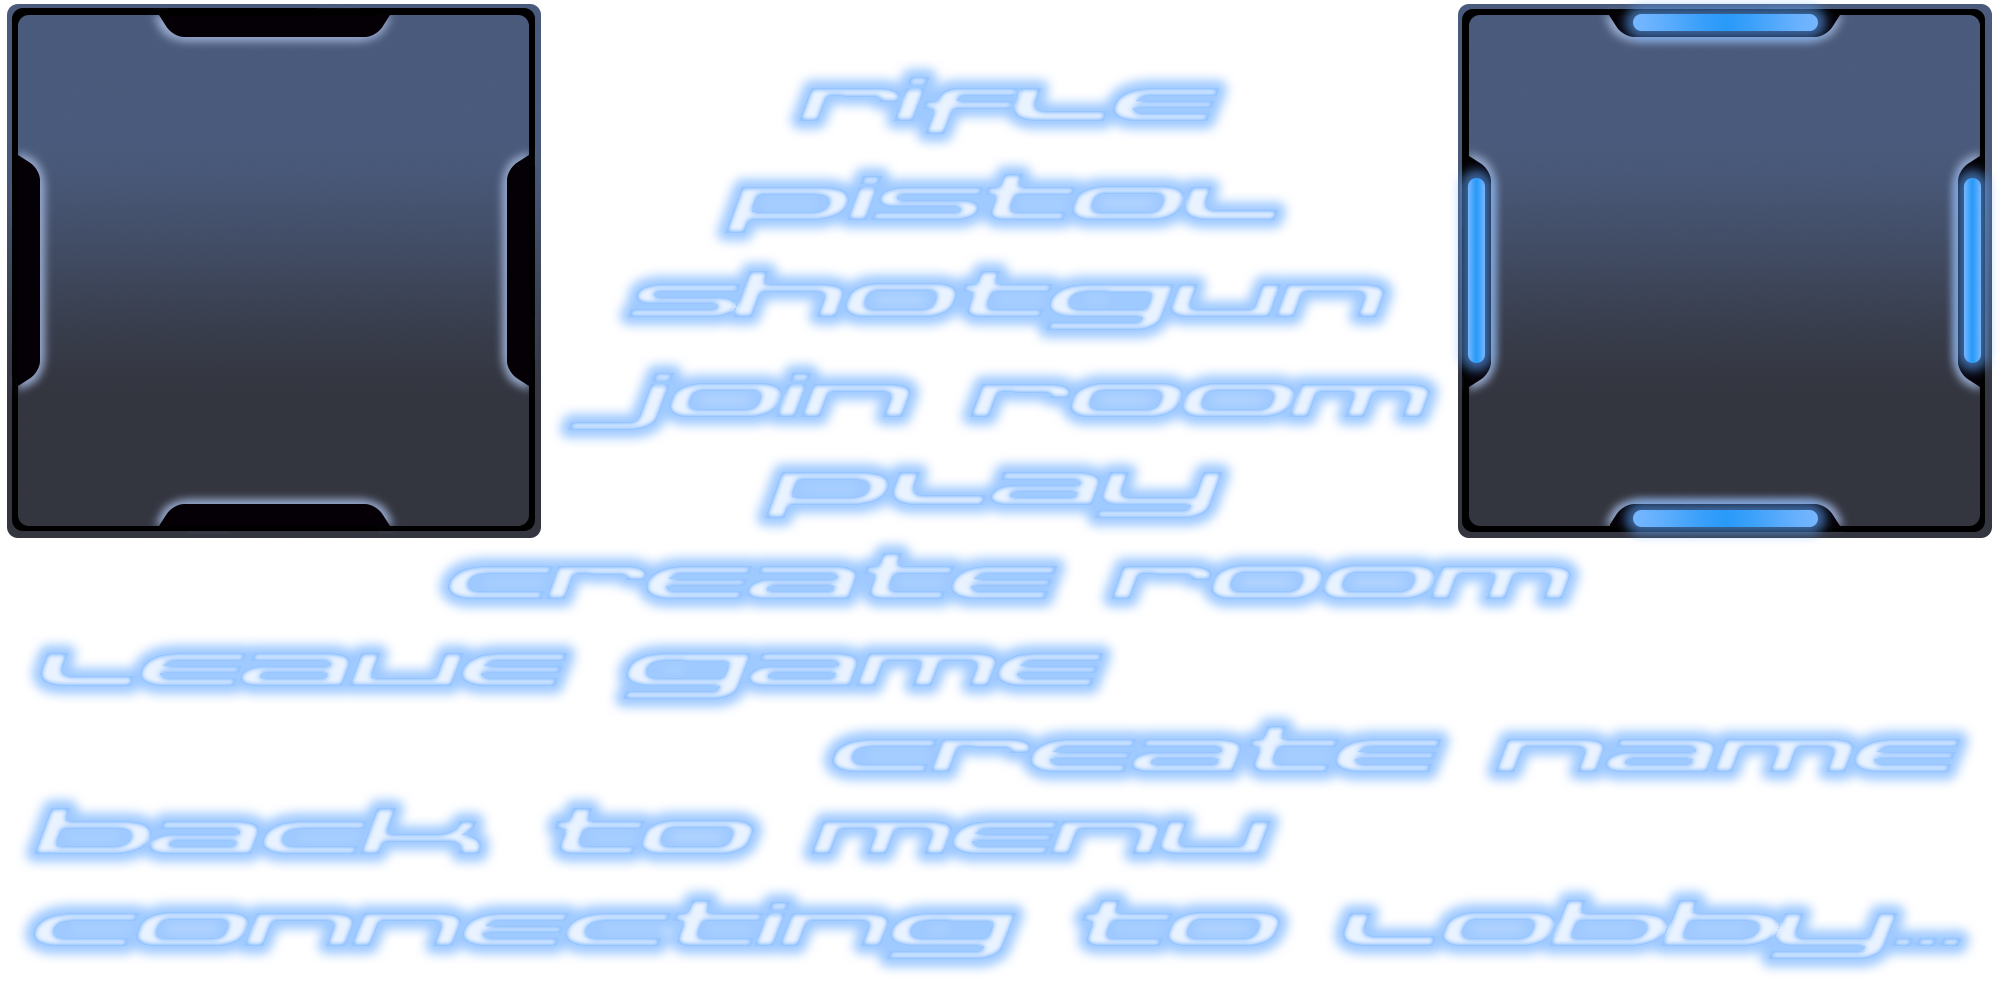 rifle
pistol
shotgun
join room
play
create room
leave game
create name
back to menu
connecting to lobby...